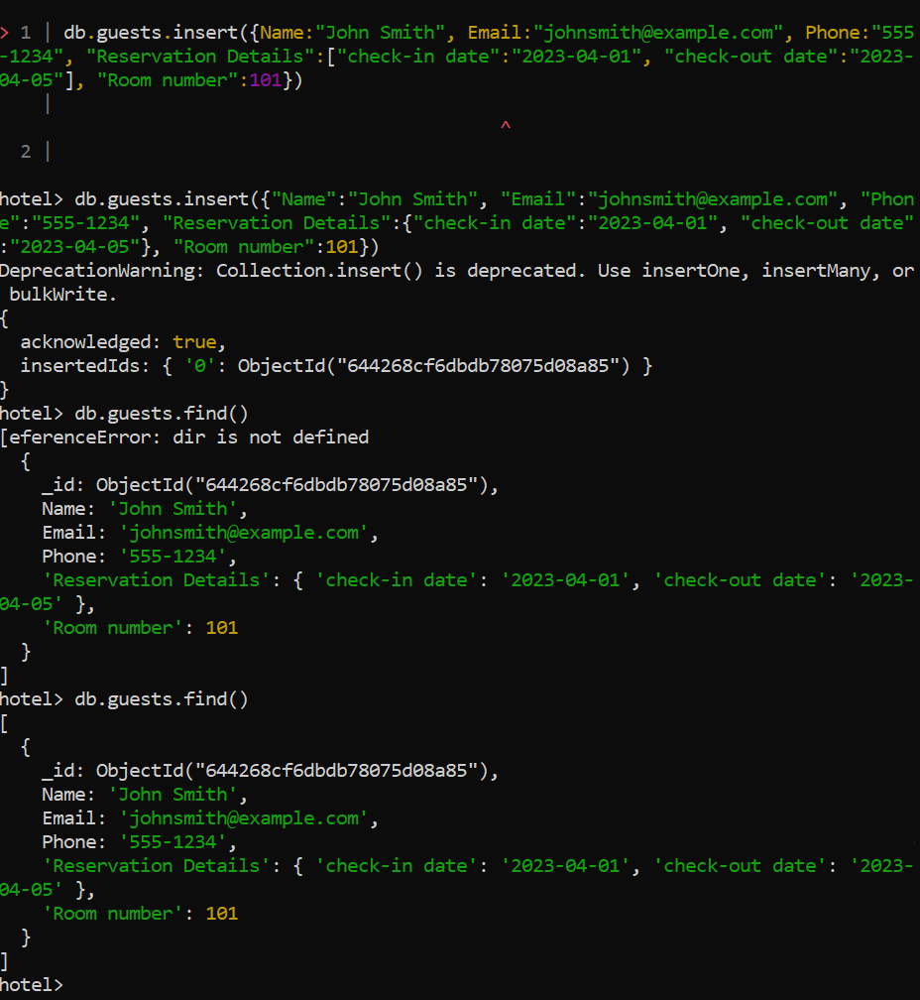 > 1 | db.guests.insert({Name:"John Smith", Email:"johnsmith@example.com", Phone:"555
-1234", "Reservation Details":["check-in date":"2023-04-01", "check-out date":"2023-
04-05"], "Room number":101})
|
^
2 |
hotel> db.guests.insert({"Name":"John Smith", "Email":"johnsmith@example.com", "Phon
e":"555-1234", "Reservation Details":{"check-in date":"2023-04-01", "check-out date"
:"2023-04-05"}, "Room number":101})
DeprecationWarning: Collection.insert() is deprecated. Use insertOne, insertMany, or
bulkWrite.
{
acknowledged: true,
insertedIds: { '0': ObjectId("644268cf6dbdb78075d08a85") }
}
hotel> db.guests.find()
[eferenceError: dir is not defined
{
_id: ObjectId("644268cf6dbdb78075d08a85"),
Name: 'John Smith',
Email: 'johnsmith@example.com',
Phone: '555-1234',
'Reservation Details': { 'check-in date': '2023-04-01', 'check-out date': '2023-
04-05' },
'Room number': 101
}
]
hotel> db.guests.find()
[
{
_id: ObjectId("644268cf6dbdb78075d08a85"),
Name: 'John Smith',
Email: 'johnsmith@example.com',
Phone: '555-1234',
'Reservation Details': { 'check-in date': '2023-04-01', 'check-out date': '2023-
04-05' },
'Room number': 101
}
]
hotel>